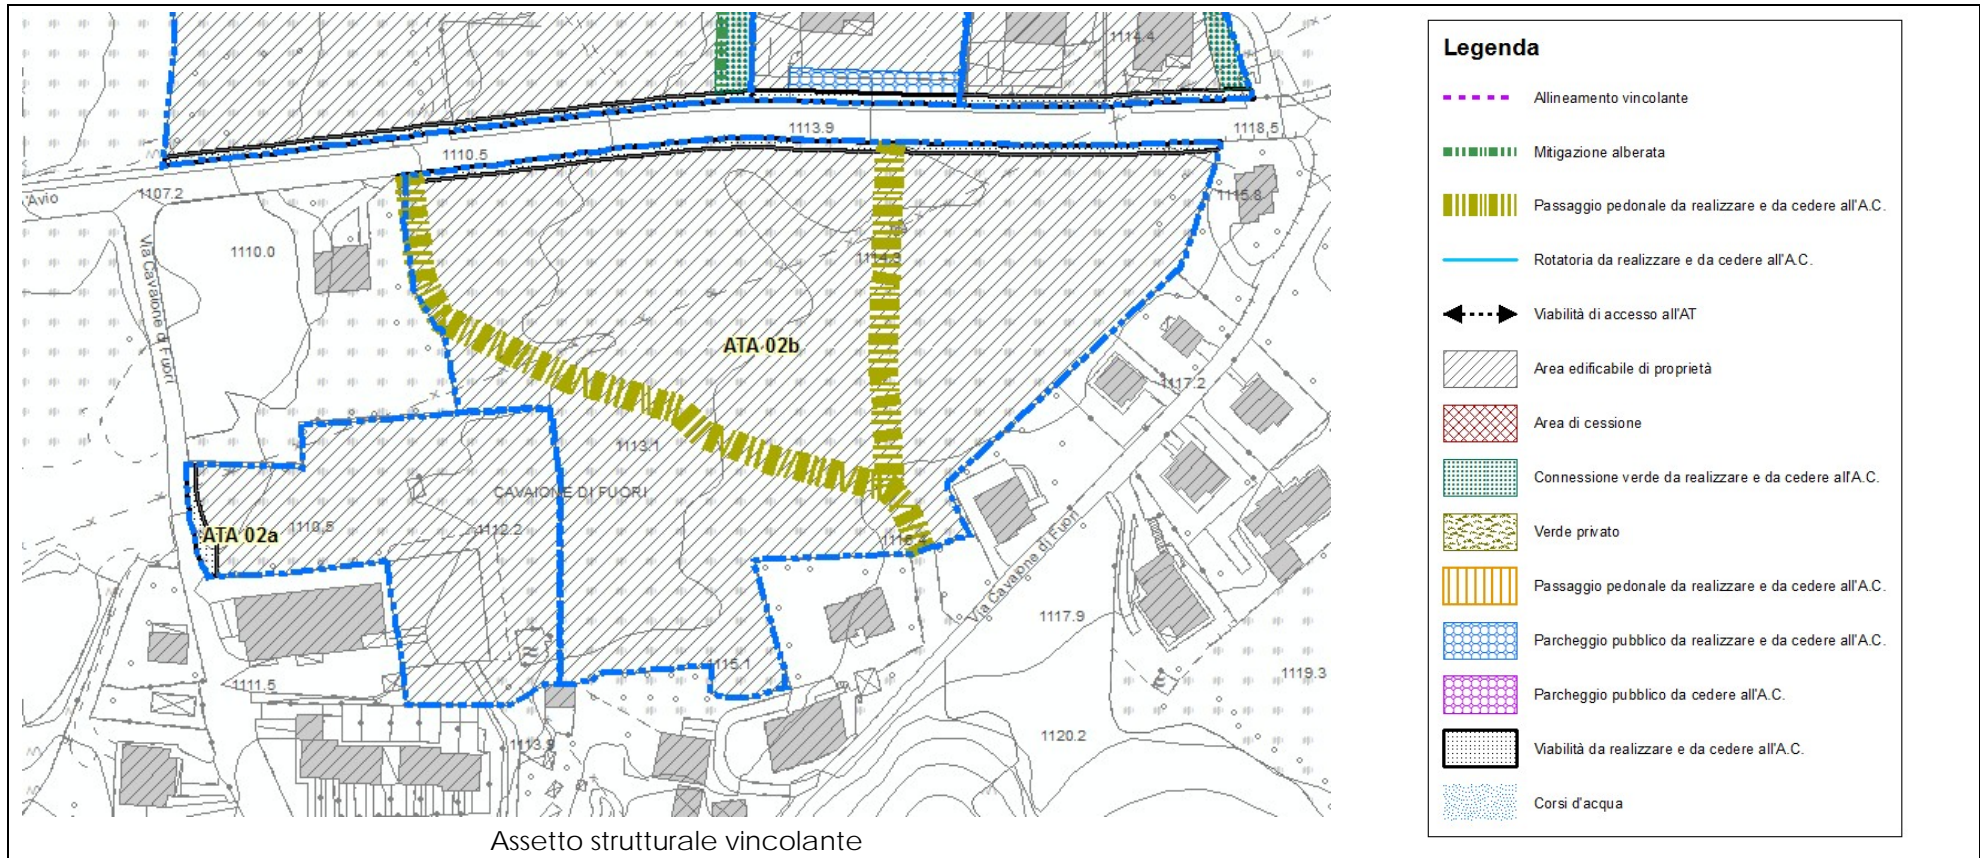 1114.4
1113.9
1118.5
1110.5
1107.2
Avio
1115.8
Via Cavaione di Fuori
1110.0
1114.3
ATA 02b
1117.2
1113.1
CAVAIONE DI FUORI
1110.5
1112.2
ATA 02a
1116.4
Via Cavaione di Fuori
1117.9
1115.1
1119.3
1111.5
1113.9
1120.2
Assetto strutturale vincolante
Legenda
Allineamento vincolante
Mitigazione alberata
Passaggio pedonale da realizzare e da cedere all'A.C.
Rotatoria da realizzare e da cedere all'A.C.
Viabilità di accesso all'AT
Area edificabile di proprietà
Area di cessione
Connessione verde da realizzare e da cedere all'A.C.
Verde privato
Passaggio pedonale da realizzare e da cedere all'A.C.
Parcheggio pubblico da realizzare e da cedere all'A.C.
Parcheggio pubblico da cedere all'A.C.
Viabilità da realizzare e da cedere all'A.C.
Corsi d'acqua